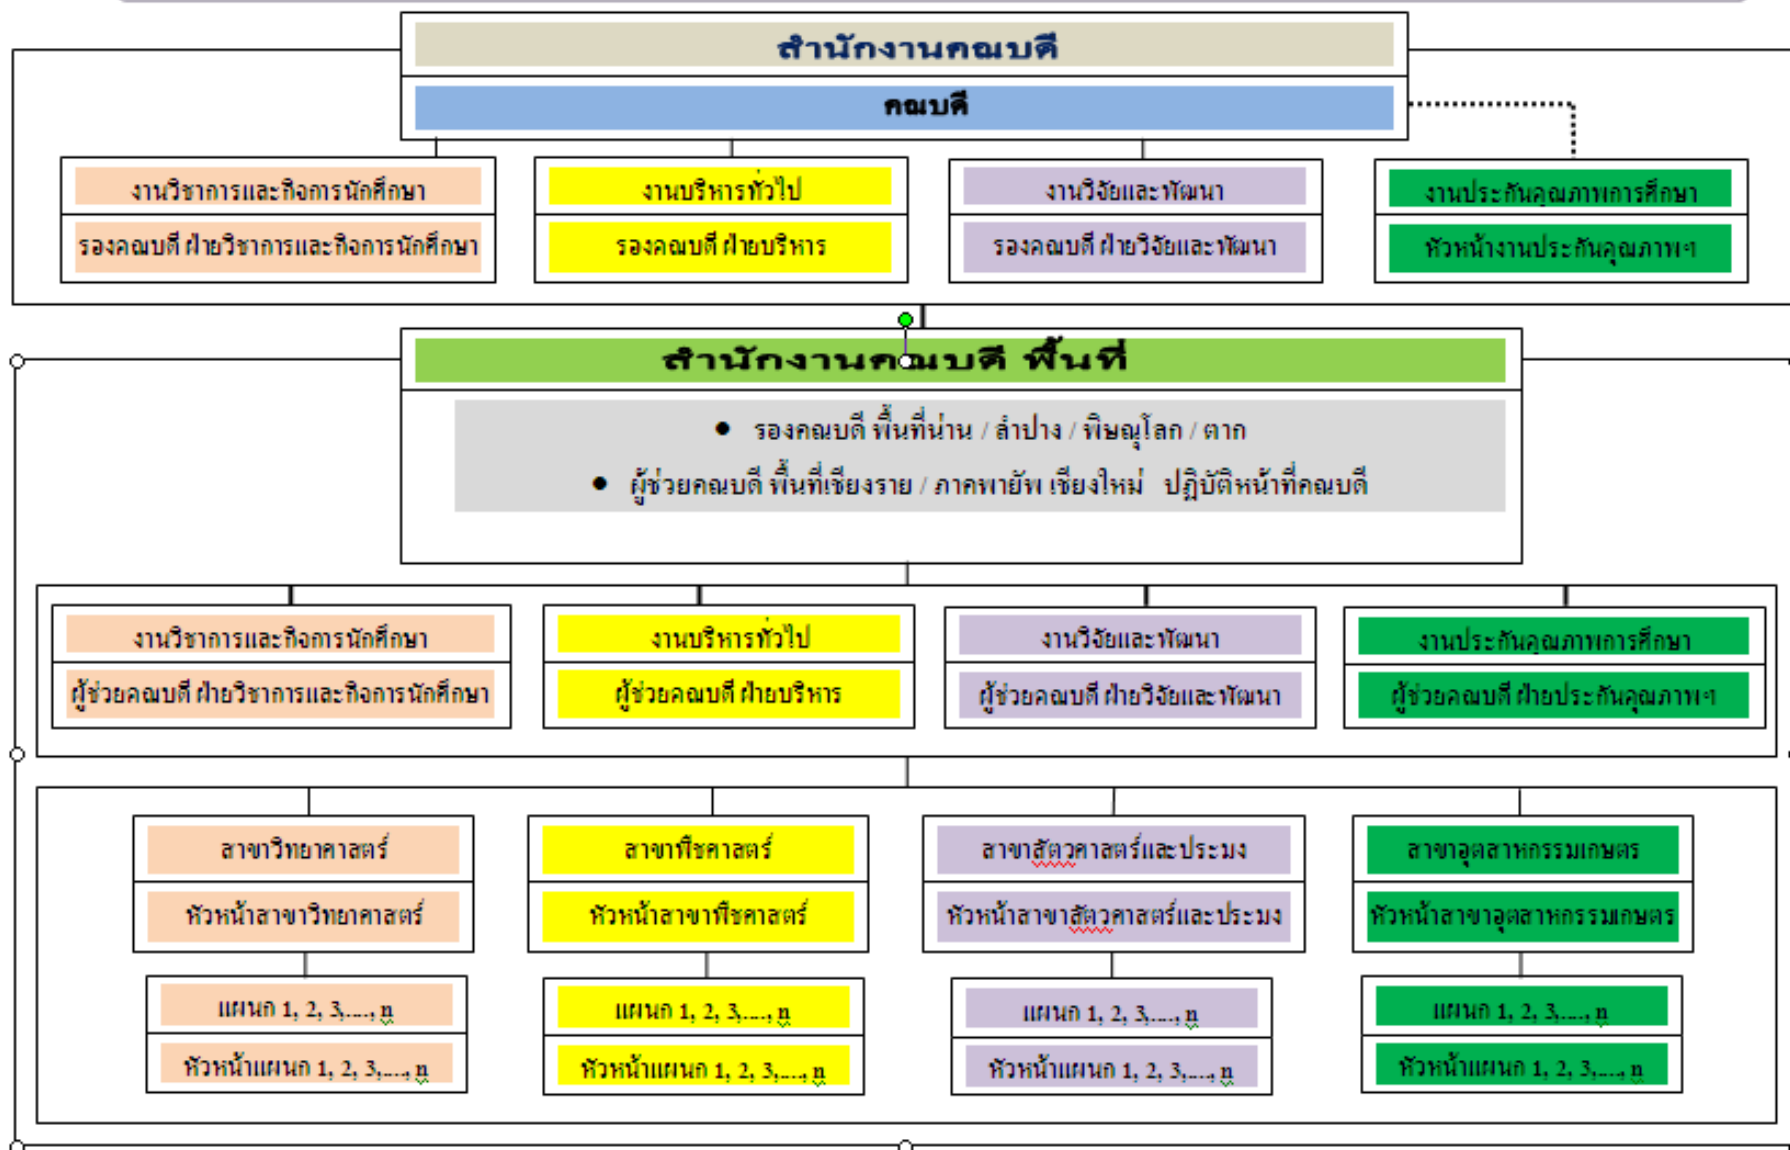 สำนักงานคณบดี
คณบดี
งานวิชาการและกิจการนักศึกษา
รองคณบดี ฝ่ายวิชาการและกิจการนักศึกษา
งานบริหารทั่วไป
รองคณบดี ฝ่ายบริหาร
งานวิจัยและพัฒนา
รองคณบดี ฝ่ายวิจัยและพัฒนา
งานประกันคุณภาพการศึกษา
หัวหน้างานประกันคุณภาพฯ
สำนักงานคณบดี พื้นที่
● รองคณบดี พื้นที่น่าน / ลำปาง / พิษณุโลก / ตาก
● ผู้ช่วยคณบดี พื้นที่เชียงราย / ภาคพายัพ เชียงใหม่ ปฏิบัติหน้าที่คณบดี
งานวิชาการและกิจการนักศึกษา
ผู้ช่วยคณบดี ฝ่ายวิชาการและกิจการนักศึกษา
งานบริหารทั่วไป
ผู้ช่วยคณบดี ฝ่ายบริหาร
งานวิจัยและพัฒนา
ผู้ช่วยคณบดี ฝ่ายวิจัยและพัฒนา
งานประกันคุณภาพการศึกษา
ผู้ช่วยคณบดี ฝ่ายประกันคุณภาพฯ
สาขาวิทยาศาสตร์
หัวหน้าสาขาวิทยาศาสตร์
แผนก 1, 2, 3,...., n
หัวหน้าแผนก 1, 2, 3,...., n
สาขาพืชศาสตร์
หัวหน้าสาขาพืชศาสตร์
แผนก 1, 2, 3,...., n
หัวหน้าแผนก 1, 2, 3,...., n
สาขาสัตวศาสตร์และประมง
หัวหน้าสาขาสัตวศาสตร์และประมง
แผนก 1, 2, 3,...., n
หัวหน้าแผนก 1, 2, 3,...., n
สาขาอุตสาหกรรมเกษตร
หัวหน้าสาขาอุตสาหกรรมเกษตร
แผนก 1, 2, 3,...., n
หัวหน้าแผนก 1, 2, 3,...., n